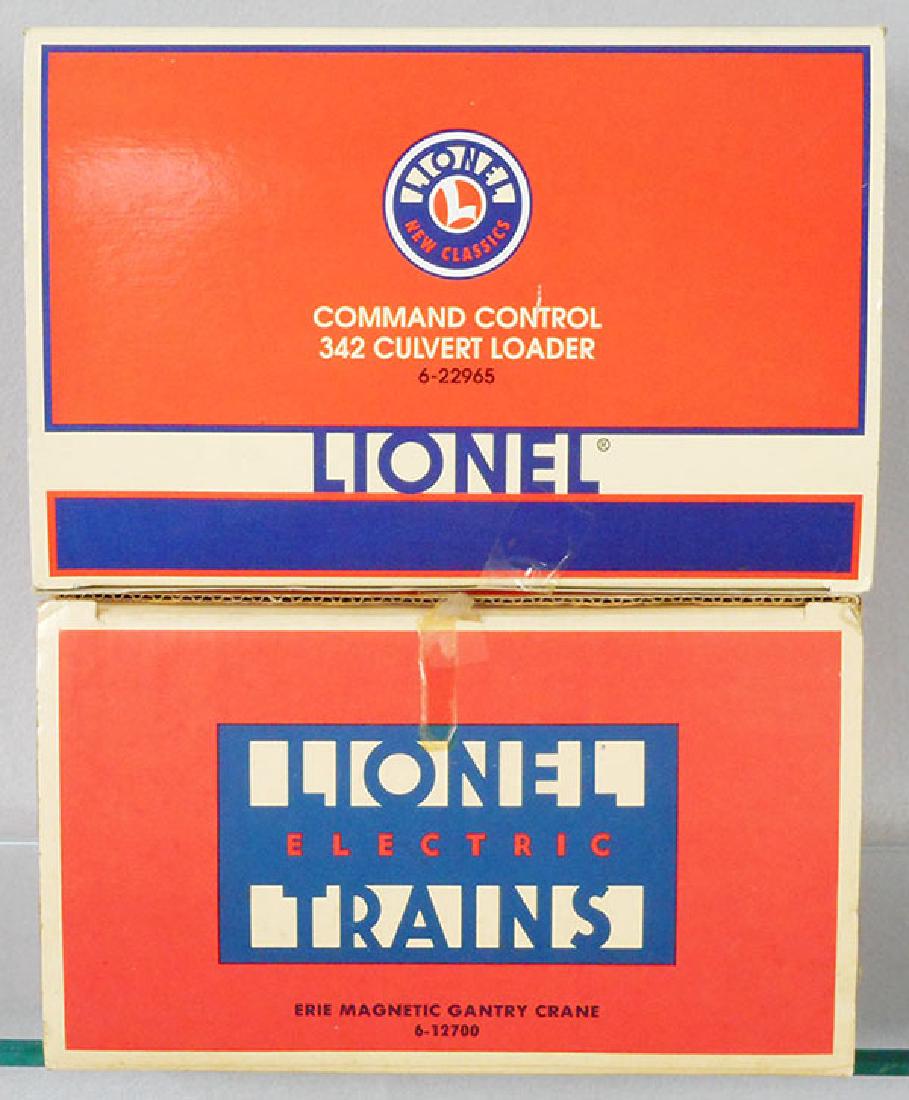 LIONEL
L
NEW CLASSICS
COMMAND CONTROL
342 CULVERT LOADER
6-22965
LIONEL®
LIONEL
ELECTRIC
TRAINS
ERIE MAGNETIC GANTRY CRANE
6-12700